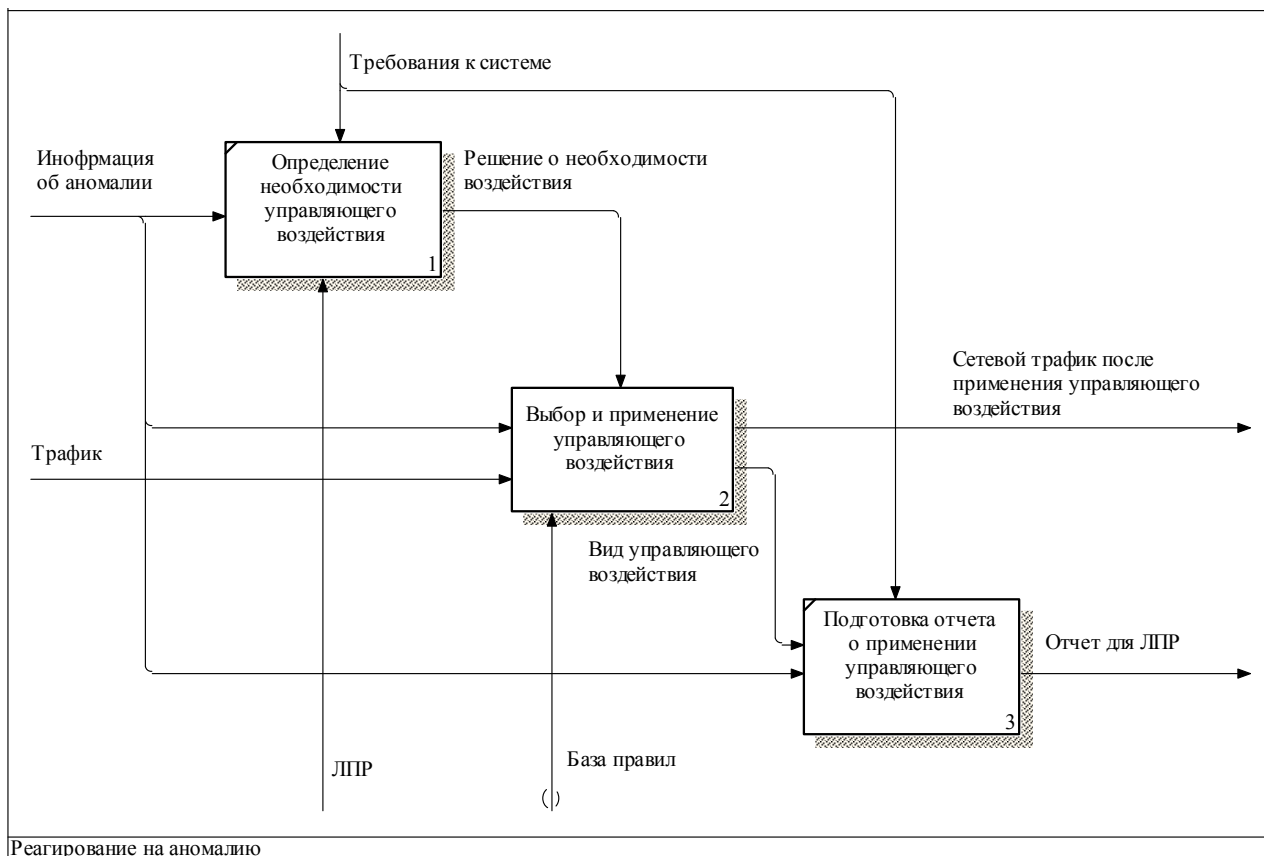 Требования к системе
Инофрмация
об аномалии
Определение
необходимости
управляющего
воздействия
1
Решение о необходимости
воздействия
Сетевой трафик после
применения управляющего
воздействия
Трафик
Выбор и применение
управляющего
воздействия
2
Вид управляющего
воздействия
Подготовка отчета
о применении
управляющего
воздействия
3
Отчет для ЛПР
ЛПР
База правил
Реагирование на аномалию